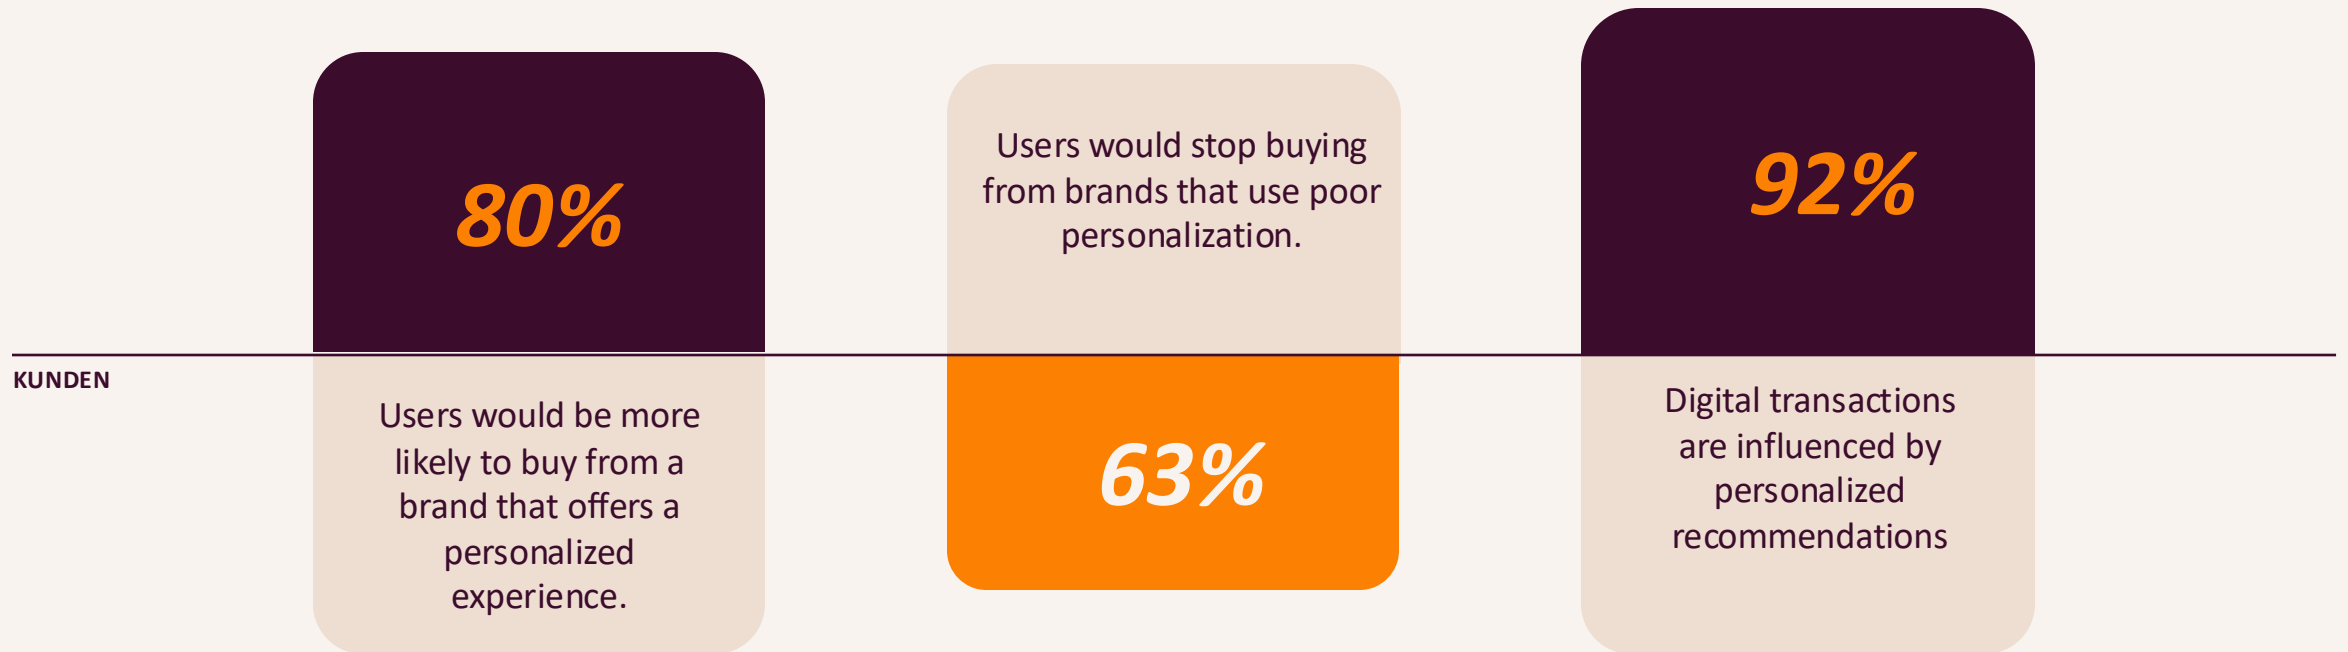 80%
Users would be more
likely to buy from a
brand that offers a
personalized
experience.
Users would stop buying
from brands that use poor
personalization.
63%
92%
Digital transactions
are influenced by
personalized
recommendations
KUNDEN